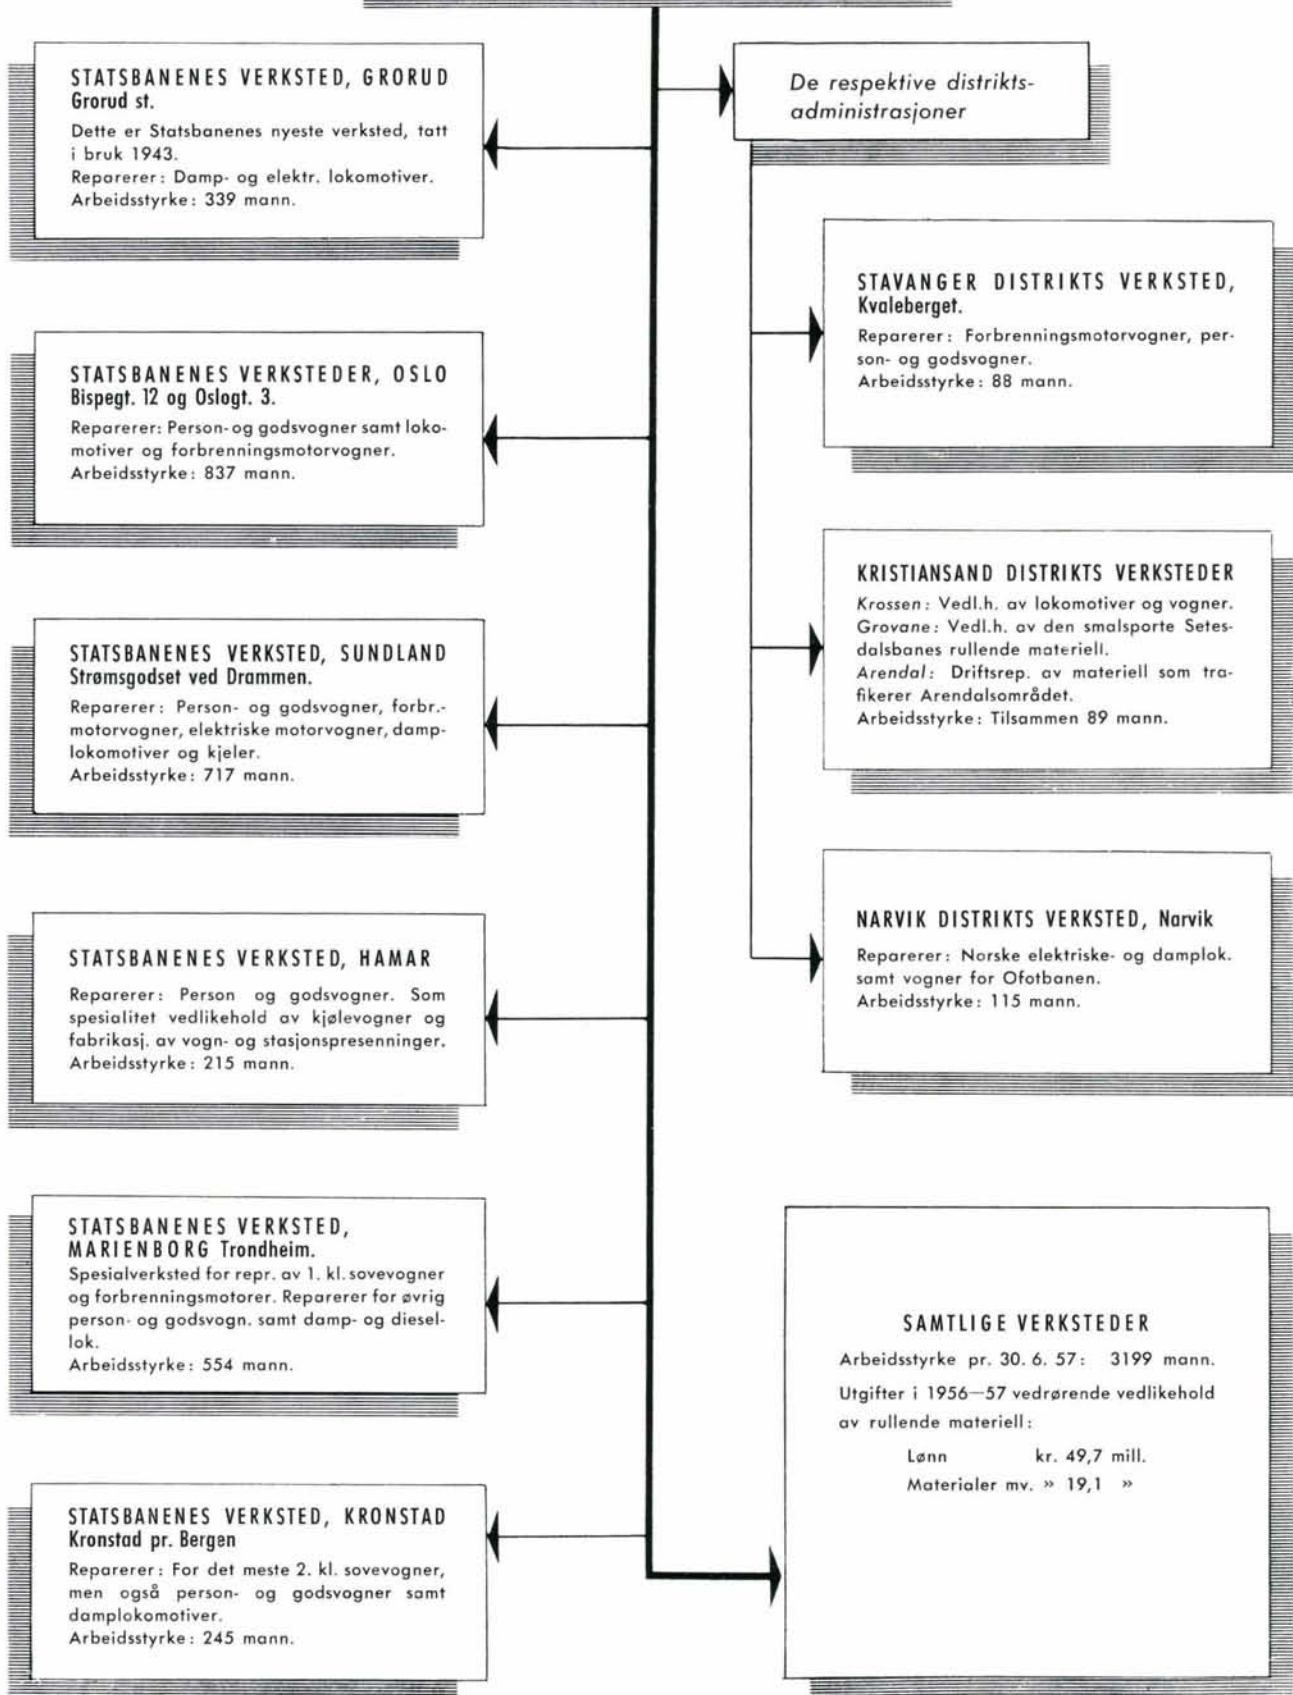 STATSBANENES VERKSTED, GRORUD
Grorud st.
Dette er Statsbanenes nyeste verksted, tatt
i bruk 1943.
Reparerer: Damp- og elektr. lokomotiver.
Arbeidsstyrke: 339 mann.
STATSBANENES VERKSTEDER, OSLO
Bispegt. 12 og Oslogt. 3.
Reparerer: Person- og godsvogner samt loko-
motiver og forbrenningsmotorvogner.
Arbeidsstyrke: 837 mann.
STATSBANENES VERKSTED, SUNDLAND
Strømsgodset ved Drammen.
Reparerer: Person- og godsvogner, forbr.-
motorvogner, elektriske motorvogner, damp-
lokomotiver og kjeler.
Arbeidsstyrke: 717 mann.
STATSBANENES VERKSTED, HAMAR
Reparerer: Person og godsvogner. Som
spesialitet vedlikehold av kjølevogner og
fabrikasj. av vogn- og stasjonspresenninger.
Arbeidsstyrke: 215 mann.
STATSBANENES VERKSTED,
MARIENBORG Trondheim.
Spesialverksted for repr. av 1. kl. sovevogner
og forbrenningsmotorer. Reparerer for øvrig
person- og godsvogn. samt damp- og diesel-
lok.
Arbeidsstyrke: 554 mann.
STATSBANENES VERKSTED, KRONSTAD
Kronstad pr. Bergen
Reparerer: For det meste 2. kl. sovevogner,
men også person- og godsvogner samt
damplokomotiver.
Arbeidsstyrke: 245 mann.
De respektive distrikts-
administrasjoner
STAVANGER DISTRIKTS VERKSTED,
Kvaleberget.
Reparerer: Forbrenningsmotorvogner, per-
son- og godsvogner.
Arbeidsstyrke: 88 mann.
KRISTIANSAND DISTRIKTS VERKSTEDER
Krossen: Vedl.h. av lokomotiver og vogner.
Grovane: Vedl.h. av den smalsporte Setes-
dalsbanes rullende materiell.
Arendal: Driftsrep. av materiell som tra-
fikerer Arendalsområdet.
Arbeidsstyrke: Tilsammen 89 mann.
NARVIK DISTRIKTS VERKSTED, Narvik
Reparerer: Norske elektriske- og damplok.
samt vogner for Ofotbanen.
Arbeidsstyrke: 115 mann.
SAMTLIGE VERKSTEDER
Arbeidsstyrke pr. 30. 6. 57: 3199 mann.
Utgifter i 1956—57 vedrørende vedlikehold
av rullende materiell:
Lønn kr. 49,7 mill.
Materialer mv. » 19,1 »